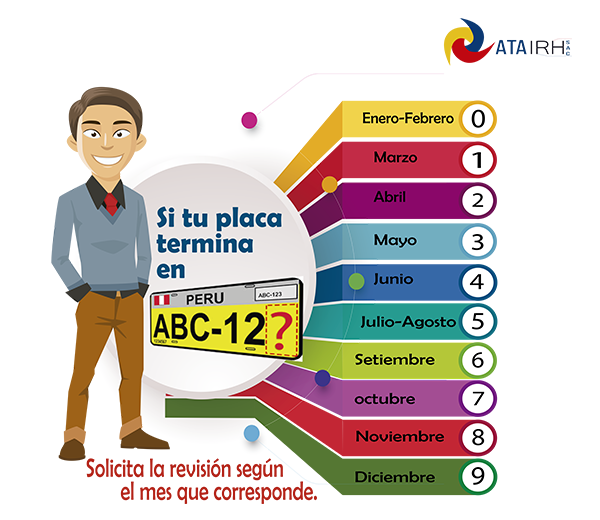 ATAIRH SAC
Enero-Febrero 0
Marzo 1
Abril 2
Mayo 3
Junio 4
Julio-Agosto 5
Setiembre 6
octubre 7
Noviembre 8
Diciembre 9
Si tu placa
termina
en
PERU ABC-123
ABC-12?
Solicita la revisión según
el mes que corresponde.